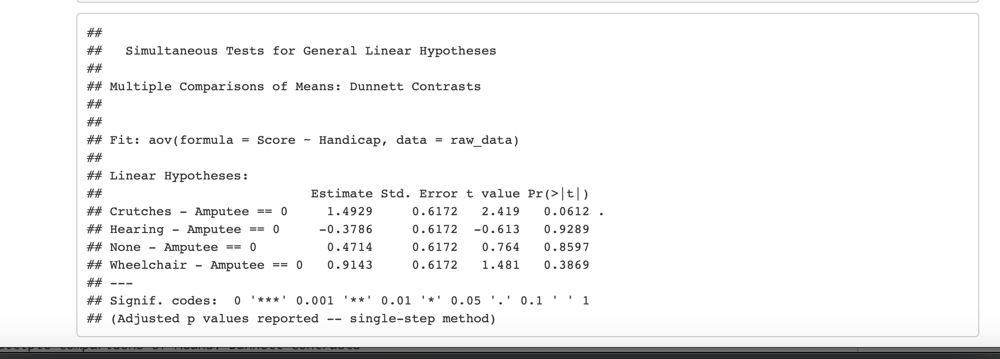 ##
##   Simultaneous Tests for General Linear Hypotheses
##
## Multiple Comparisons of Means: Dunnett Contrasts
##
##
## Fit: aov(formula = Score ~ Handicap, data = raw_data)
##
## Linear Hypotheses:
##                           Estimate Std. Error t value Pr(>|t|)
## Crutches - Amputee == 0     1.4929     0.6172   2.419   0.0612 .
## Hearing - Amputee == 0     -0.3786     0.6172  -0.613   0.9289
## None - Amputee == 0         0.4714     0.6172   0.764   0.8597
## Wheelchair - Amputee == 0   0.9143     0.6172   1.481   0.3869
## ---
## Signif. codes:  0 '***' 0.001 '**' 0.01 '*' 0.05 '.' 0.1 ' ' 1
## (Adjusted p values reported -- single-step method)